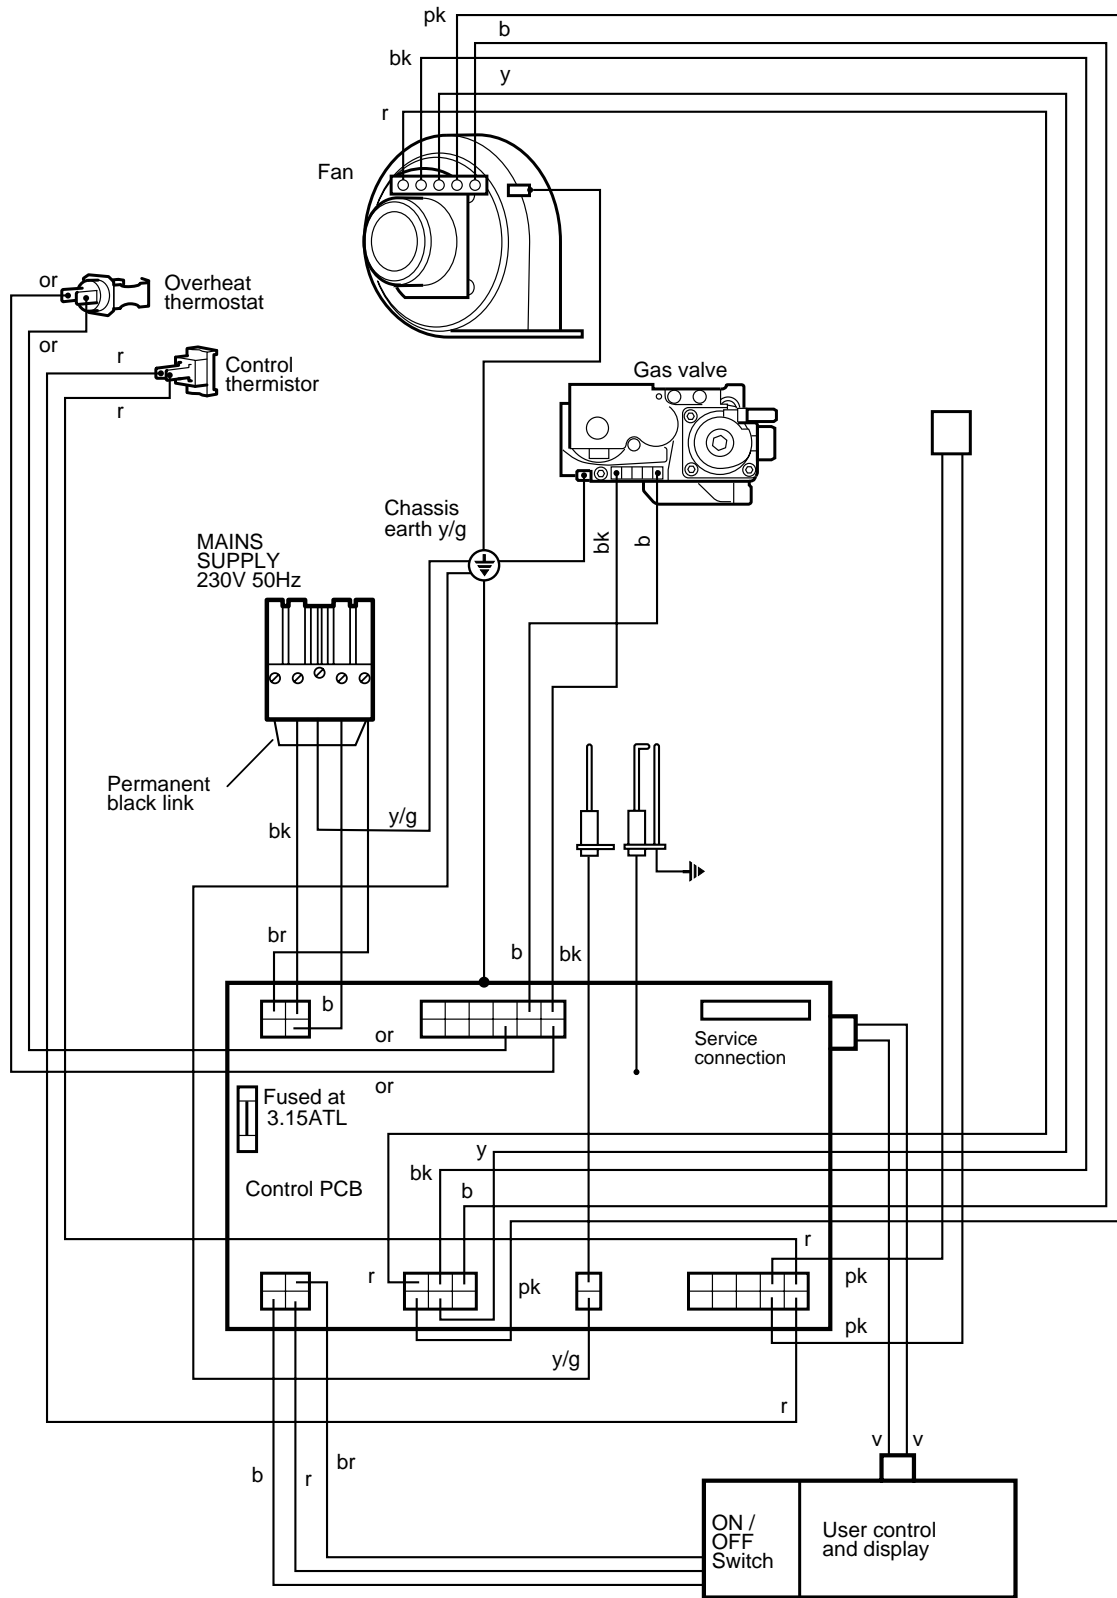 pk
b
bk
y
r
Fan
or
Overheat
thermostat
or
r
Control
thermistor
r
Gas valve
Chassis
earth y/g
MAINS
SUPPLY
230V 50Hz
bk
b
Permanent
black link
bk
y/g
br
b
bk
b
or
or
Service
connection
Fused at
3.15ATL
y
bk
b
Control PCB
r
r
pk
pk
pk
y/g
r
b
r
br
v
v
ON /
OFF
Switch
User control
and display